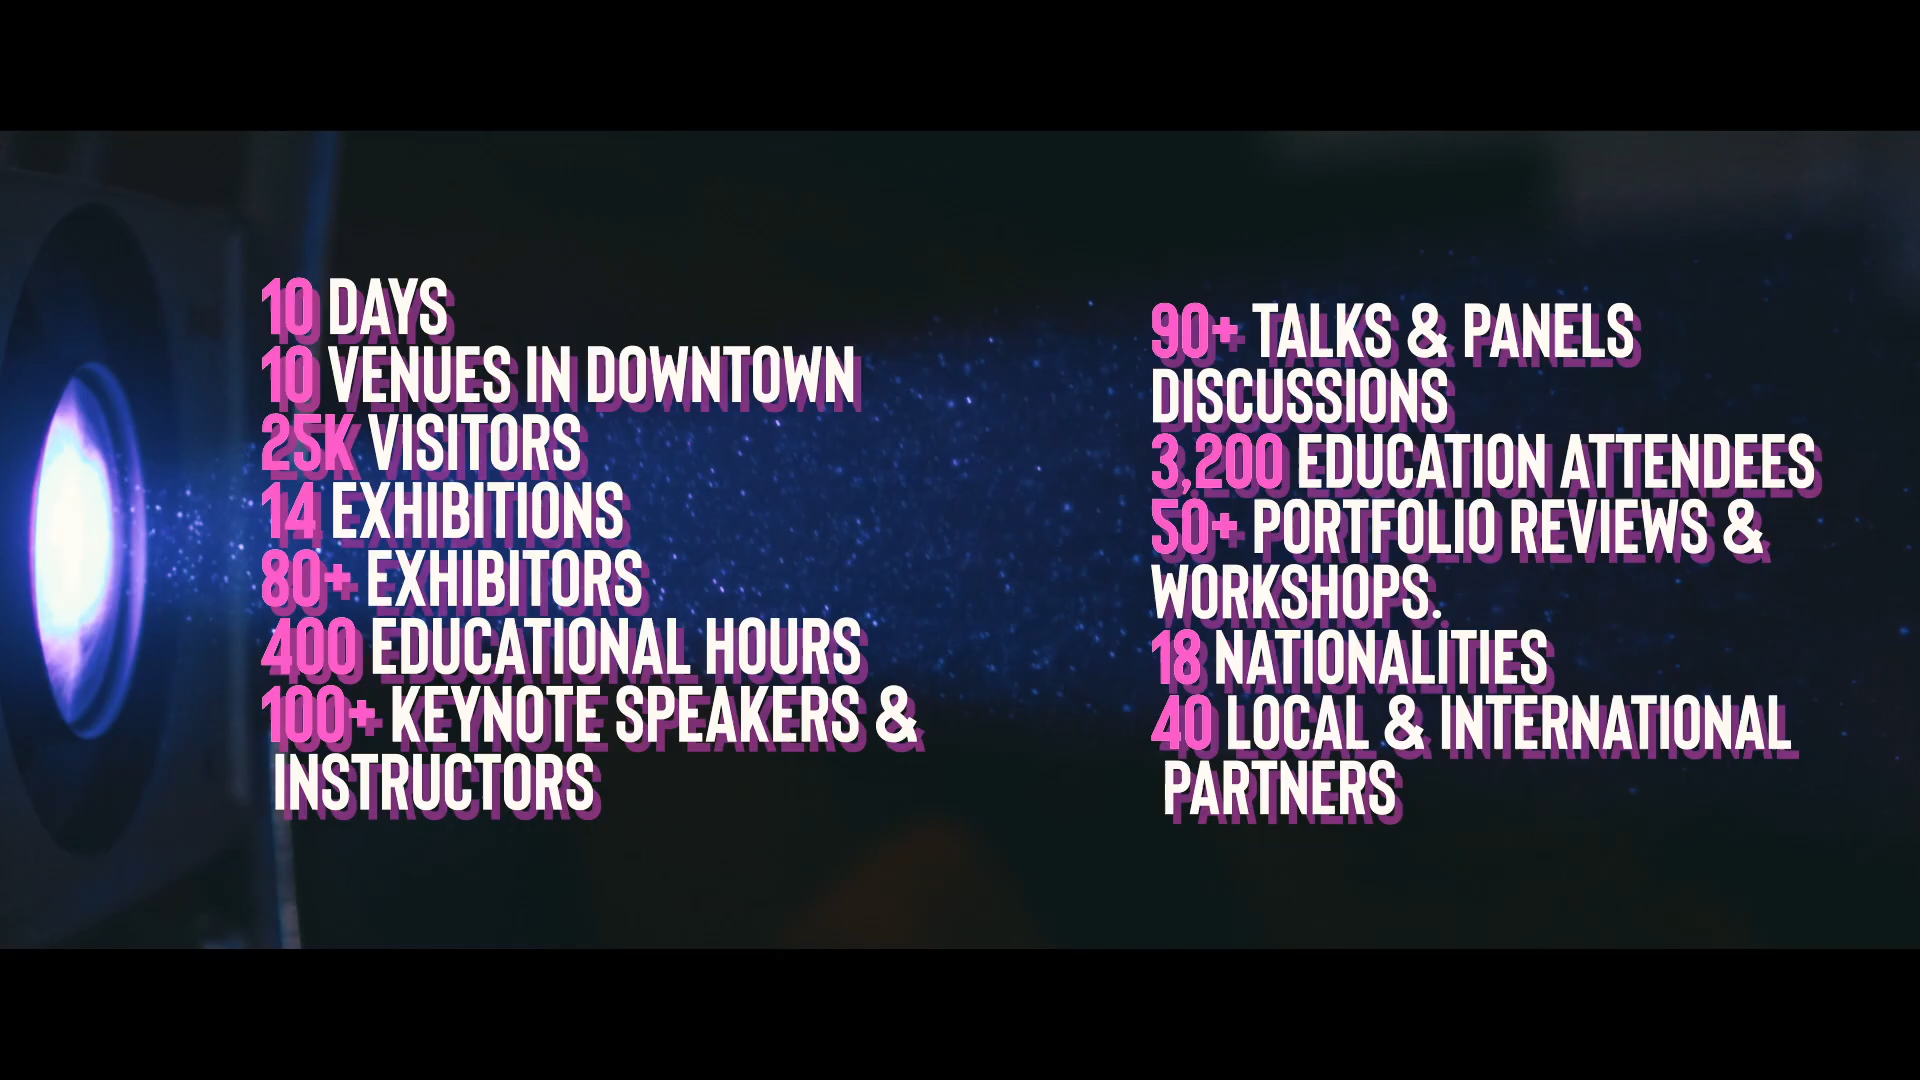 10 DAYS
10 VENUES IN DOWNTOWN
25K VISITORS
14 EXHIBITIONS
80+ EXHIBITORS
400 EDUCATIONAL HOURS
100+ KEYNOTE SPEAKERS &
INSTRUCTORS
90+ TALKS & PANELS
DISCUSSIONS
3,200 EDUCATION ATTENDEES
50+ PORTFOLIO REVIEWS &
WORKSHOPS.
18 NATIONALITIES
40 LOCAL & INTERNATIONAL
PARTNERS